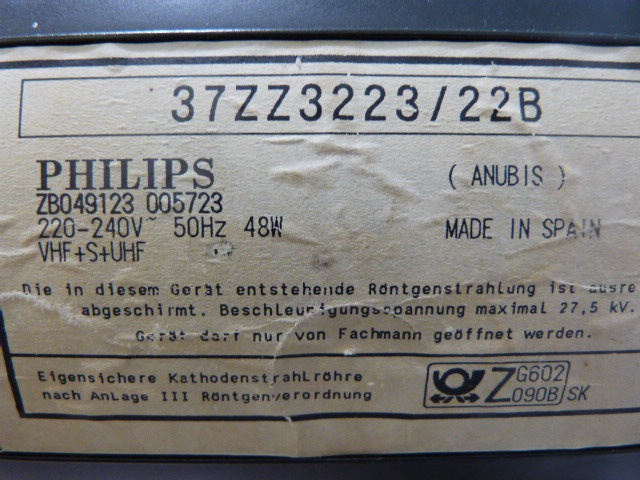 37ZZ3223/22B
PHILIPS
( ANUBIS )
ZB049123 005723
220-240V~ 50Hz 48W
MADE IN SPAIN
VHF+S+UHF
Die in diesem Gerät entstehende Röntgenstrahlung ist
abgeschirmt. Beschleunigungsspannung maximal 27,5 kV.
Gerät darf nur von Fachmann geöffnet werden.
Eigensichere Kathodenstrahlröhre
nach Anlage III Röntgenverordnung
Z G602
090B/SK